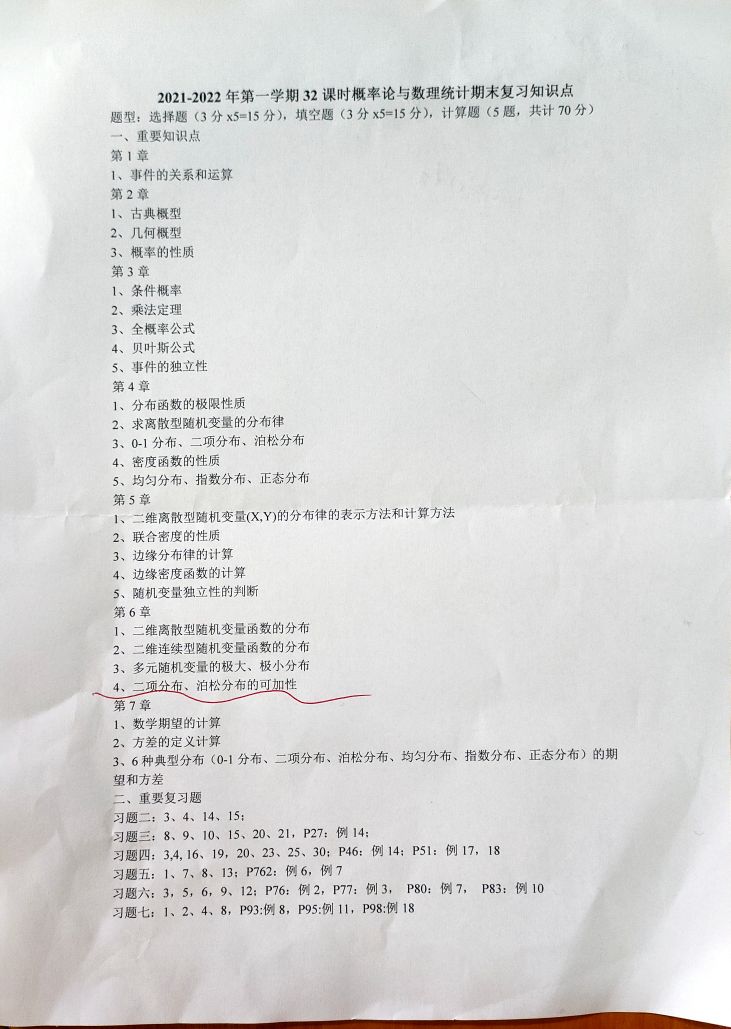 2021-2022 年第一学期 32 课时概率论与数理统计期末复习知识点
题型：选择题（3 分 x5=15 分），填空题（3 分 x5=15 分），计算题（5 题，共计 70 分）
一、重要知识点
第 1 章
1、事件的关系和运算
第 2 章
1、古典概型
2、几何概型
3、概率的性质
第 3 章
1、条件概率
2、乘法定理
3、全概率公式
4、贝叶斯公式
5、事件的独立性
第 4 章
1、分布函数的极限性质
2、求离散型随机变量的分布律
3、0-1 分布、二项分布、泊松分布
4、密度函数的性质
5、均匀分布、指数分布、正态分布
第 5 章
1、二维离散型随机变量(X,Y)的分布律的表示方法和计算方法
2、联合密度的性质
3、边缘分布律的计算
4、边缘密度函数的计算
5、随机变量独立性的判断
第 6 章
1、二维离散型随机变量函数的分布
2、二维连续型随机变量函数的分布
3、多元随机变量的极大、极小分布
4、二项分布、泊松分布的可加性
第 7 章
1、数学期望的计算
2、方差的定义计算
3、6 种典型分布（0-1 分布、二项分布、泊松分布、均匀分布、指数分布、正态分布）的期
望和方差
二、重要复习题
习题二：3、4、14、15；
习题三：8、9、10、15、20、21，P27：例 14；
习题四：3,4, 16、19，20、23、25、30；P46：例 14；P51：例 17，18
习题五：1、7、8、13；P762：例 6，例 7
习题六：3，5，6，9、12；P76：例 2，P77：例 3， P80：例 7， P83：例 10
习题七：1、2、4、8，P93:例 8，P95:例 11，P98:例 18